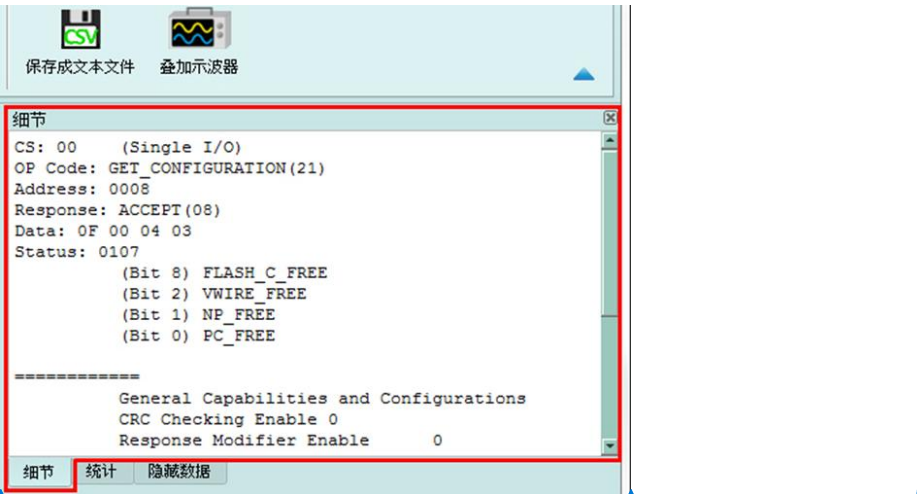 CSV
保存成文本文件 叠加示波器
细节
CS: 00 (Single I/O)
OP Code: GET_CONFIGURATION(21)
Address: 0008
Response: ACCEPT(08)
Data: 0F 00 04 03
Status: 0107
(Bit 8) FLASH_C_FREE
(Bit 2) VWIRE_FREE
(Bit 1) NP_FREE
(Bit 0) PC_FREE
============
General Capabilities and Configurations
CRC Checking Enable 0
Response Modifier Enable 0
细节 统计 隐藏数据